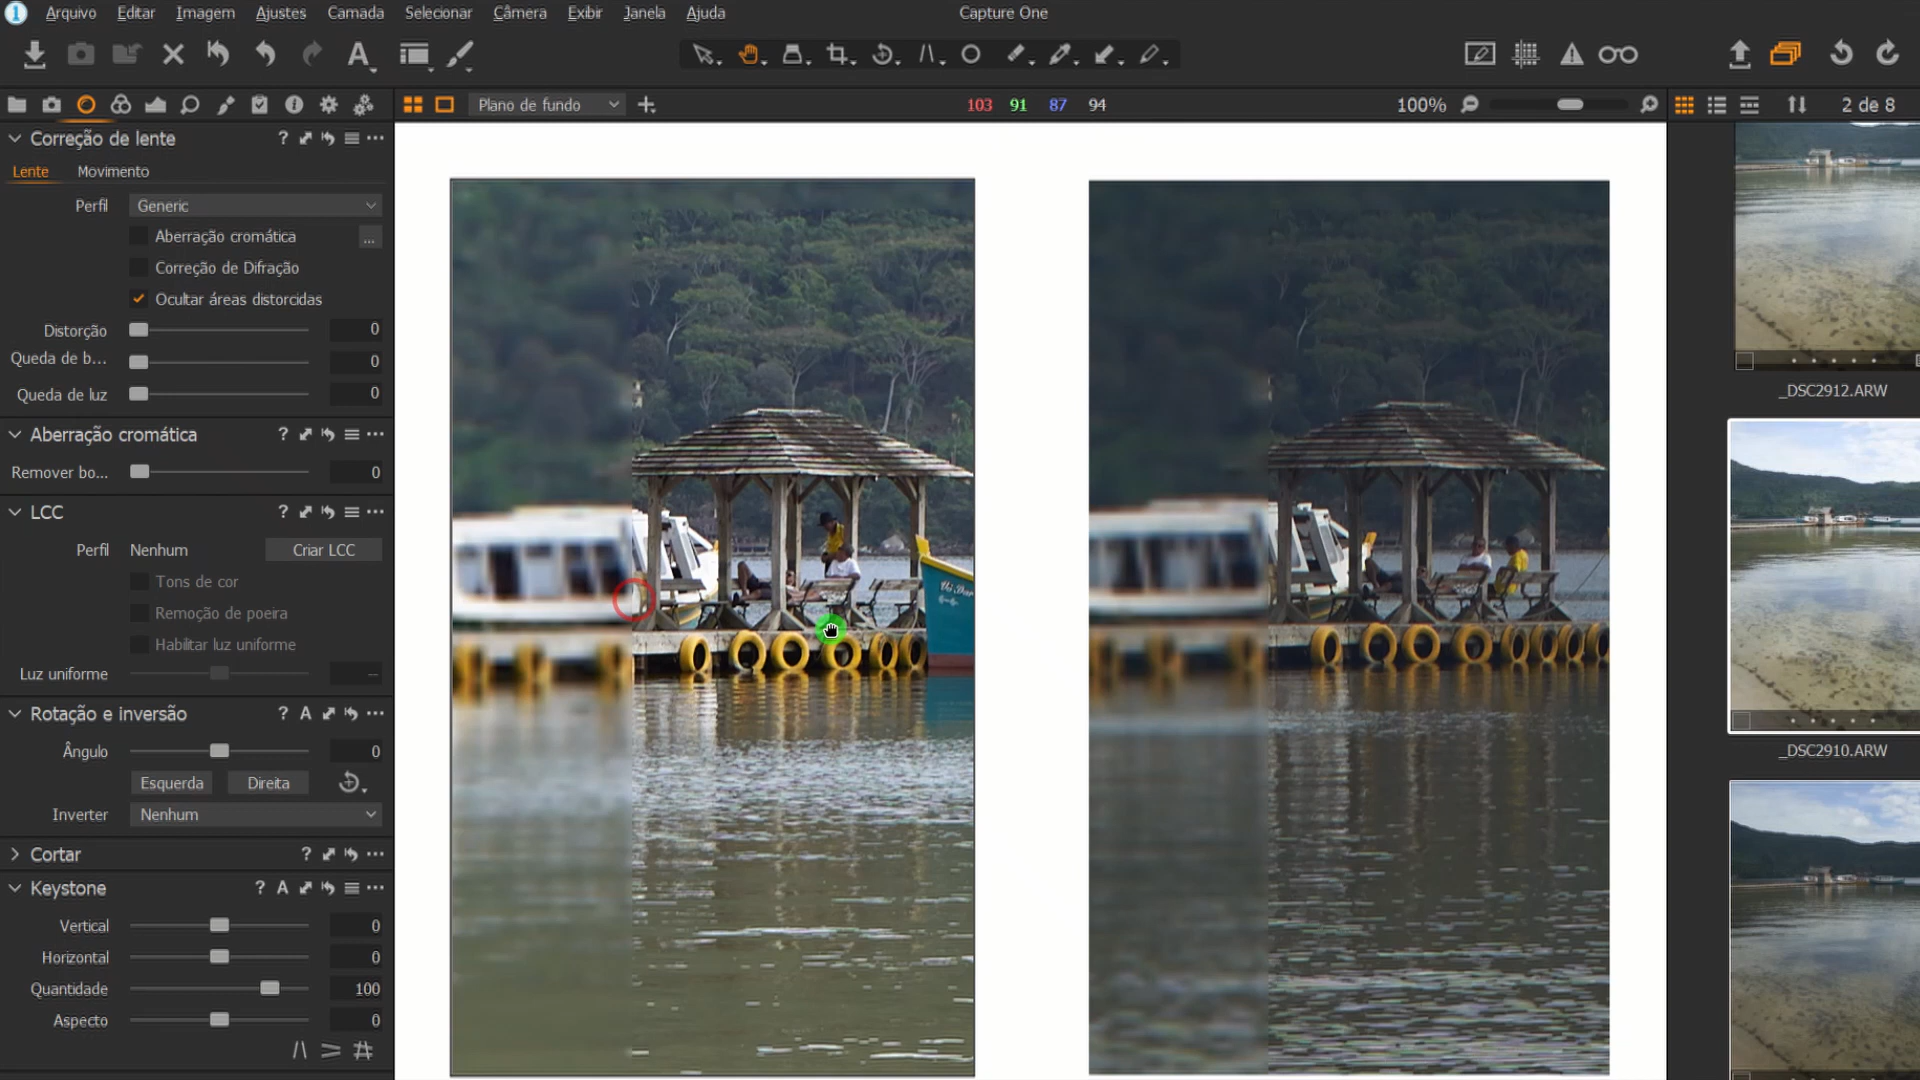 Arquivo Editar Imagem Ajustes Camada Selecionar Câmera Exibir Janela Ajuda Capture One
Plano de fundo 103 91 87 94 100% 2 de 8
Correção de lente
Lente Movimento
Perfil Generic
Aberração cromática ...
Correção de Difração
Ocultar áreas distorcidas
Distorção 0
Queda de b... 0
Queda de luz 0
Aberração cromática
Remover bo... 0
LCC
Perfil Nenhum Criar LCC
Tons de cor
Remoção de poeira
Habilitar luz uniforme
Luz uniforme --
Rotação e inversão
Ângulo 0
Esquerda Direita
Inverter Nenhum
Cortar
Keystone
Vertical 0
Horizontal 0
Quantidade 100
Aspecto 0
_DSC2912.ARW
_DSC2910.ARW